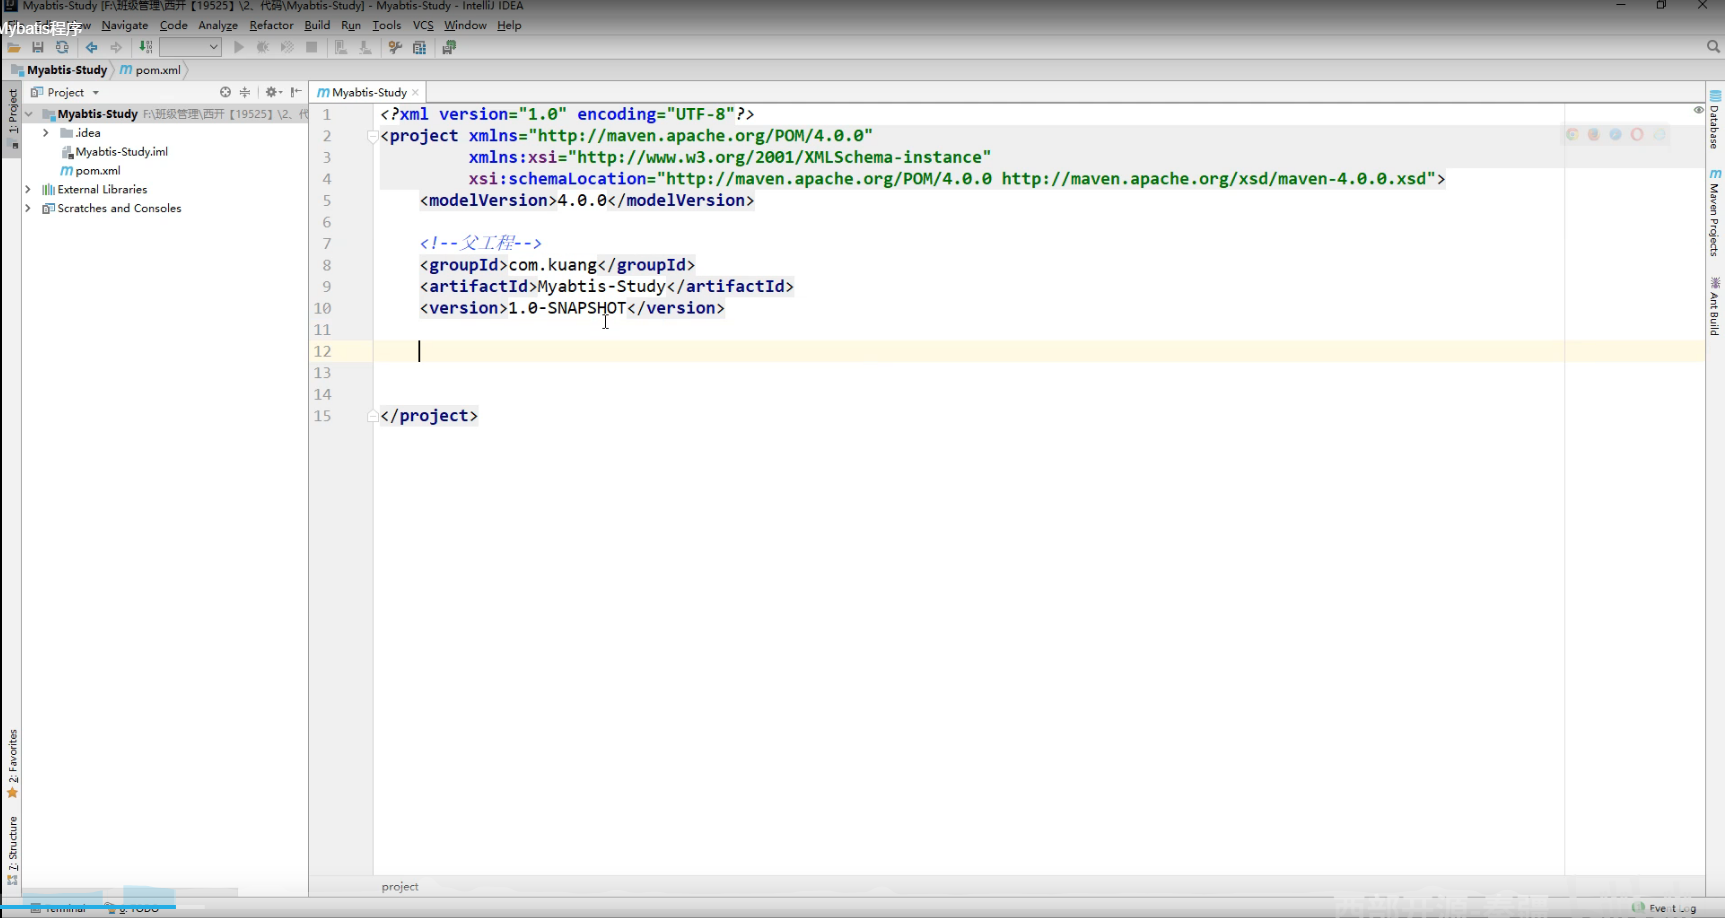 Myabtis-Study [F:\班级管理\西开【19525】\2、代码\Myabtis-Study] - Myabtis-Study - IntelliJ IDEA
Mybatis程序
Navigate Code Analyze Refactor Build Run Tools VCS Window Help
Myabtis-Study pom.xml
Project
Myabtis-Study
1: Project
Myabtis-Study F:\班级管理\西开【19525】\2、代
.idea
Myabtis-Study.iml
pom.xml
External Libraries
Scratches and Consoles
1 <?xml version="1.0" encoding="UTF-8"?>
2 <project xmlns="http://maven.apache.org/POM/4.0.0"
3 xmlns:xsi="http://www.w3.org/2001/XMLSchema-instance"
4 xsi:schemaLocation="http://maven.apache.org/POM/4.0.0 http://maven.apache.org/xsd/maven-4.0.0.xsd">
5 <modelVersion>4.0.0</modelVersion>
6
7 <!--父工程-->
8 <groupId>com.kuang</groupId>
9 <artifactId>Myabtis-Study</artifactId>
10 <version>1.0-SNAPSHOT</version>
11
12
13
14
15 </project>
Database
Maven Projects
Ant Build
2: Favorites
7: Structure
project
Terminal 6: TODO
Event Log